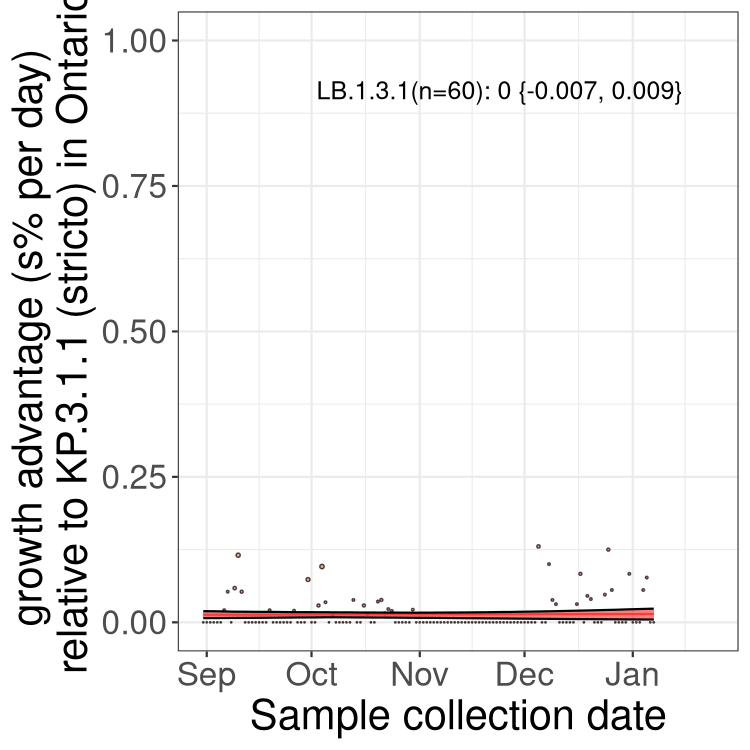 growth advantage (s% per day)
relative to KP.3.1.1 (stricto) in Ontario
1.00
LB.1.3.1(n=60): 0 {-0.007, 0.009}
0.75
0.50
0.25
0.00
Sep Oct Nov Dec Jan
Sample collection date